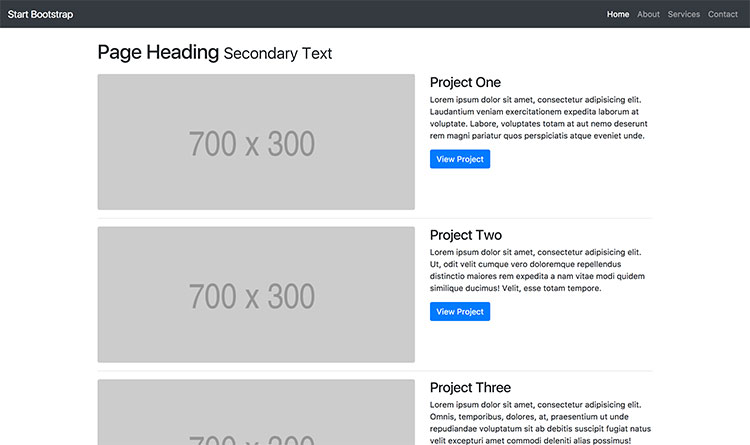 Start Bootstrap
Home About Services Contact
Page Heading Secondary Text
700 x 300
Project One
Lorem ipsum dolor sit amet, consectetur adipisicing elit.
Laudantium veniam exercitationem expedita laborum at
voluptate. Labore, voluptates totam at aut nemo deserunt
rem magni pariatur quos perspiciatis atque eveniet unde.
View Project
700 x 300
Project Two
Lorem ipsum dolor sit amet, consectetur adipisicing elit.
Ut, odit velit cumque vero doloremque repellendus
distinctio maiores rem expedita a nam vitae modi quidem
similique ducimus! Velit, esse totam tempore.
View Project
700 x 300
Project Three
Lorem ipsum dolor sit amet, consectetur adipisicing elit.
Omnis, temporibus, dolores, at, praesentium ut unde
repudiandae voluptatum sit ab debitis suscipit fugiat natus
velit excepturi amet commodi deleniti alias possimus!